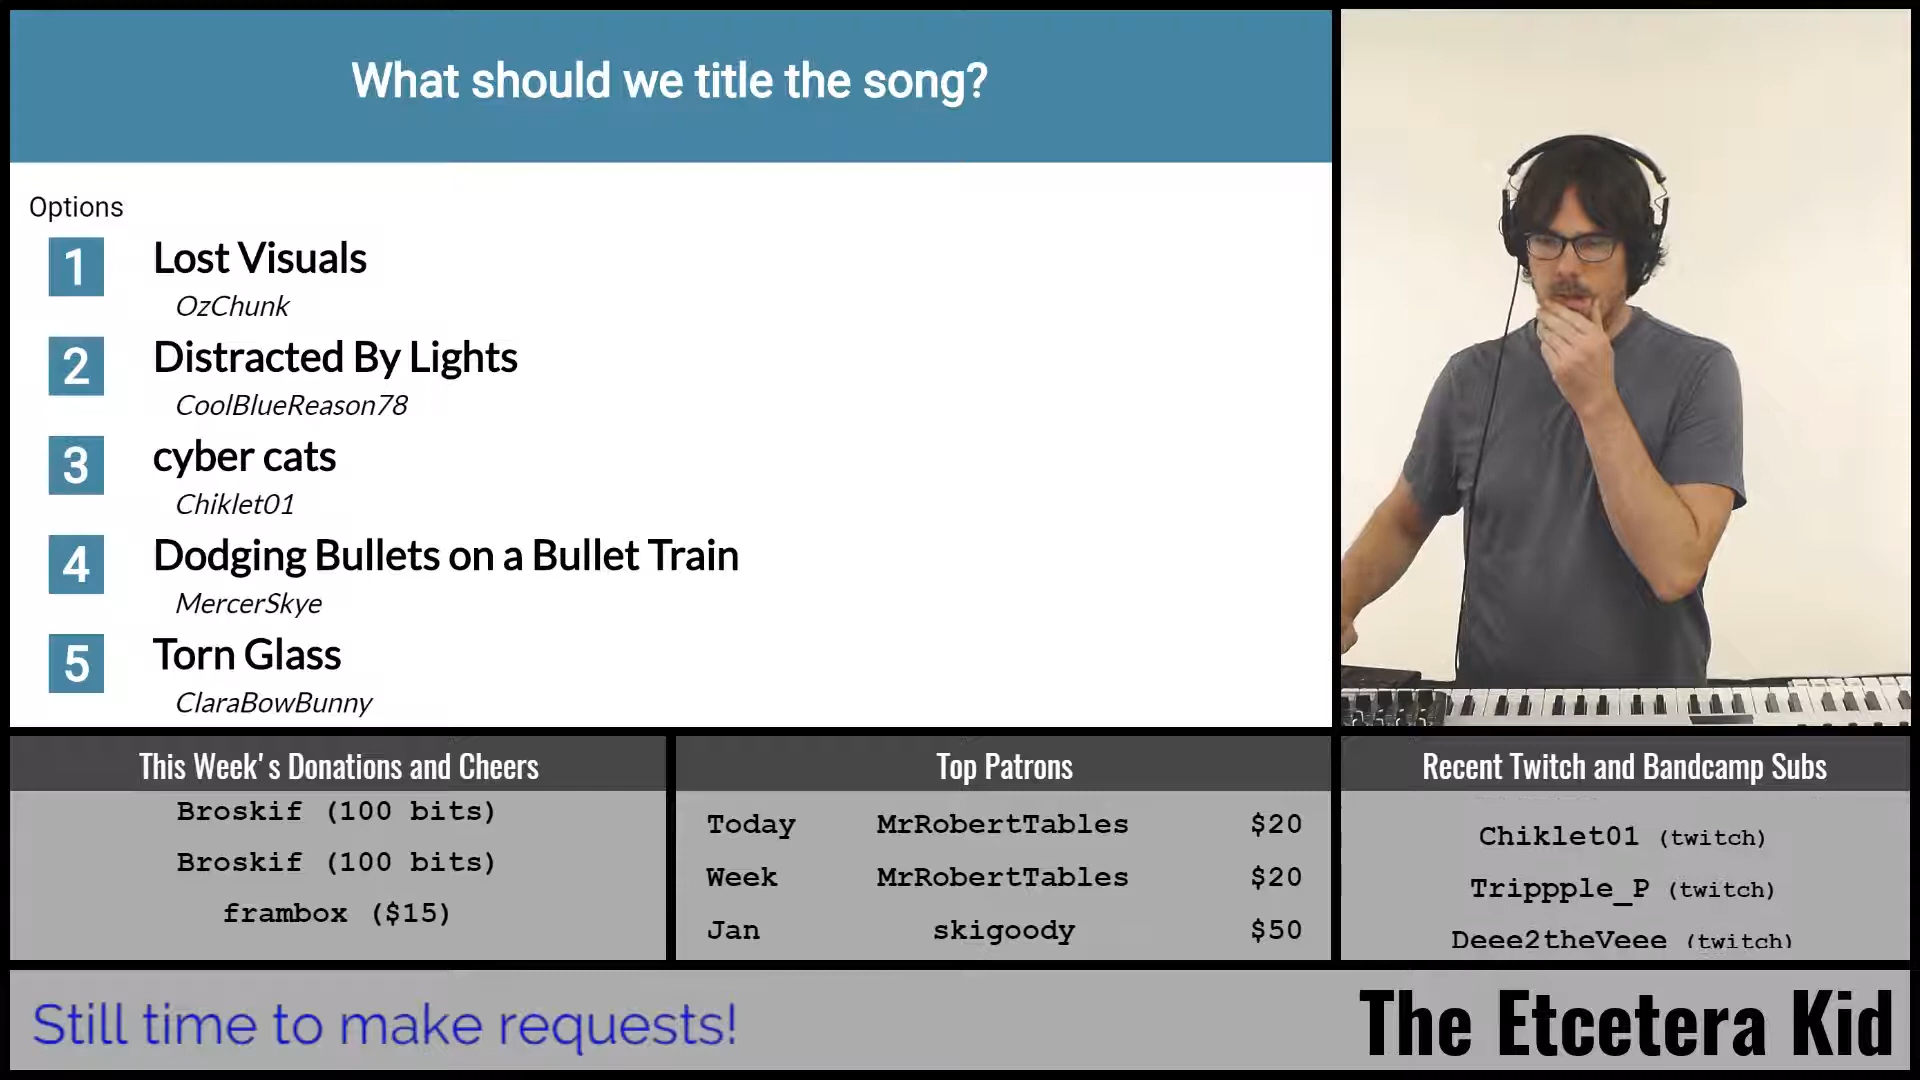 What should we title the song?
Options
1 Lost Visuals
OzChunk
2 Distracted By Lights
CoolBlueReason78
3 cyber cats
Chiklet01
4 Dodging Bullets on a Bullet Train
MercerSkye
5 Torn Glass
ClaraBowBunny
This Week's Donations and Cheers
Broskif (100 bits)
Broskif (100 bits)
frambox ($15)
Top Patrons
Today MrRobertTables $20
Week MrRobertTables $20
Jan skigoody $50
Recent Twitch and Bandcamp Subs
Chiklet01 (twitch)
Trippple_P (twitch)
Deee2theVeee (twitch)
Still time to make requests!
The Etcetera Kid